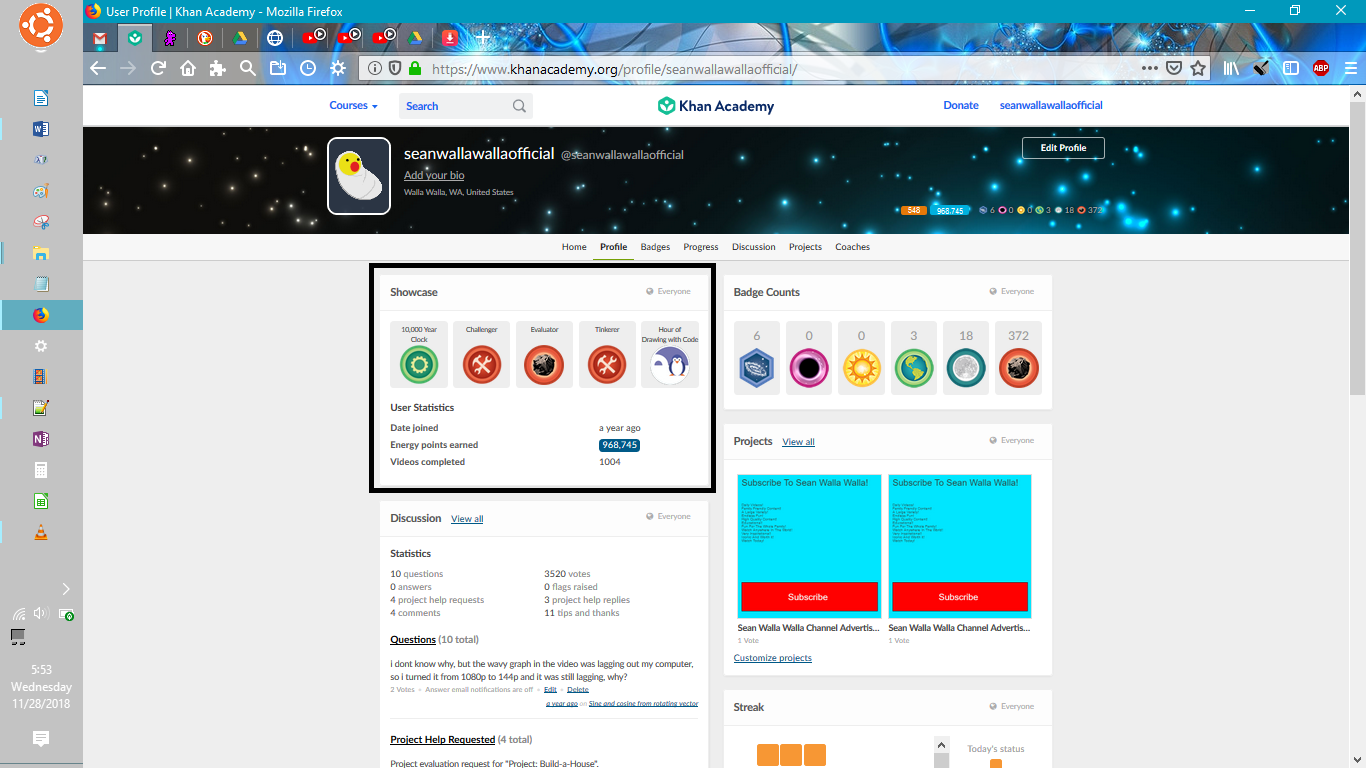 User Profile | Khan Academy - Mozilla Firefox
https://www.khanacademy.org/profile/seanwallawallaofficial/
ABP
Courses
Search
Khan Academy
Donate
seanwallawallaofficial
seanwallawallaofficial @seanwallawallaofficial
Edit Profile
Add your bio
Walla Walla, WA, United States
548 968,745 6 0 0 3 18 372
Home Profile Badges Progress Discussion Projects Coaches
Showcase
Everyone
10,000 Year Clock
Challenger
Evaluator
Tinkerer
Hour of Drawing with Code
User Statistics
Date joined a year ago
Energy points earned 968,745
Videos completed 1004
Badge Counts
Everyone
6 0 0 3 18 372
Discussion View all
Everyone
Statistics
10 questions 3520 votes
0 answers 0 flags raised
4 project help requests 3 project help replies
4 comments 11 tips and thanks
Questions (10 total)
i dont know why, but the wavy graph in the video was lagging out my computer,
so i turned it from 1080p to 144p and it was still lagging, why?
2 Votes • Answer email notifications are off • Edit • Delete
a year ago on Sine and cosine from rotating vector
Project Help Requested (4 total)
Project evaluation request for "Project: Build-a-House".
Projects View all
Everyone
Subscribe To Sean Walla Walla!
Subscribe
Sean Walla Walla Channel Advertis...
1 Vote
Subscribe To Sean Walla Walla!
Subscribe
Sean Walla Walla Channel Advertis...
1 Vote
Customize projects
Streak
Everyone
Today's status
5:53
Wednesday
11/28/2018